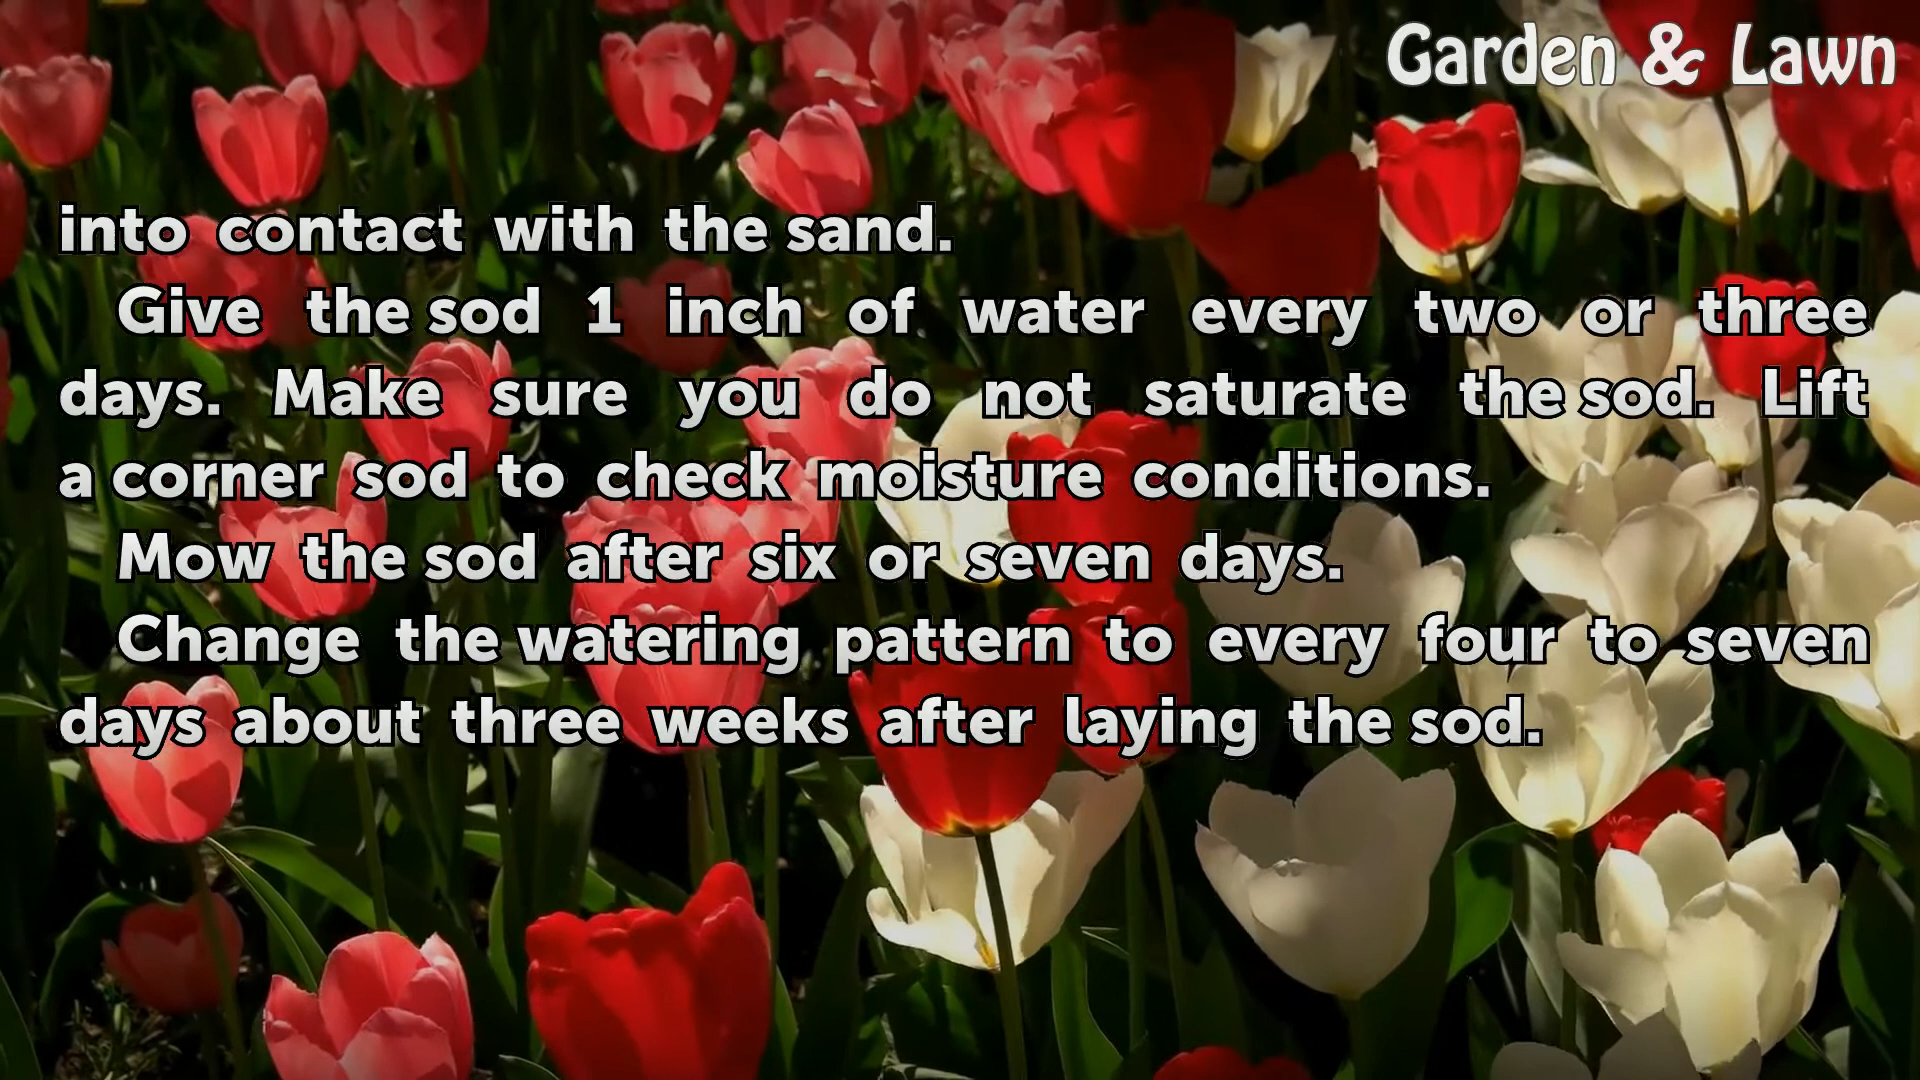 Garden & Lawn
into contact with the sand.
Give the sod 1 inch of water every two or three
days. Make sure you do not saturate the sod. Lift
a corner sod to check moisture conditions.
Mow the sod after six or seven days.
Change the watering pattern to every four to seven
days about three weeks after laying the sod.